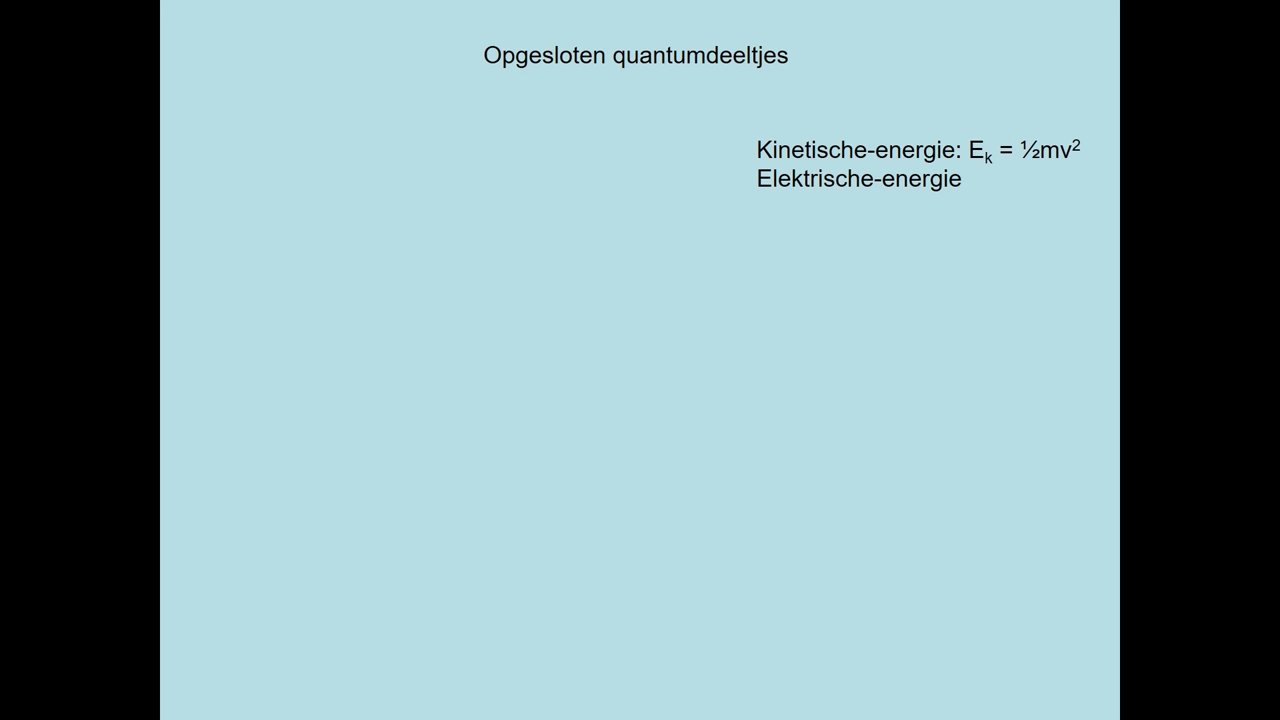 Opgesloten quantumdeeltjes
Kinetische-energie: Eₖ = ½mv²
Elektrische-energie